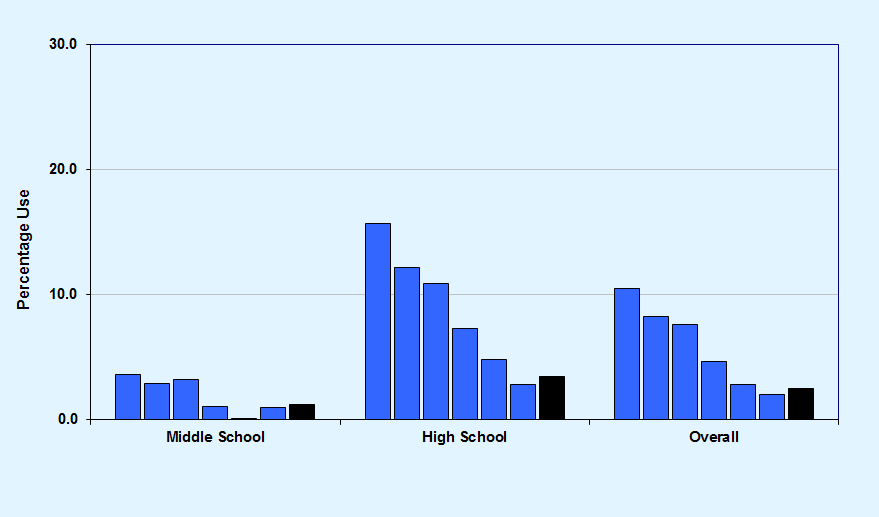 30.0
20.0
10.0
0.0
Percentage Use
Middle School
High School
Overall